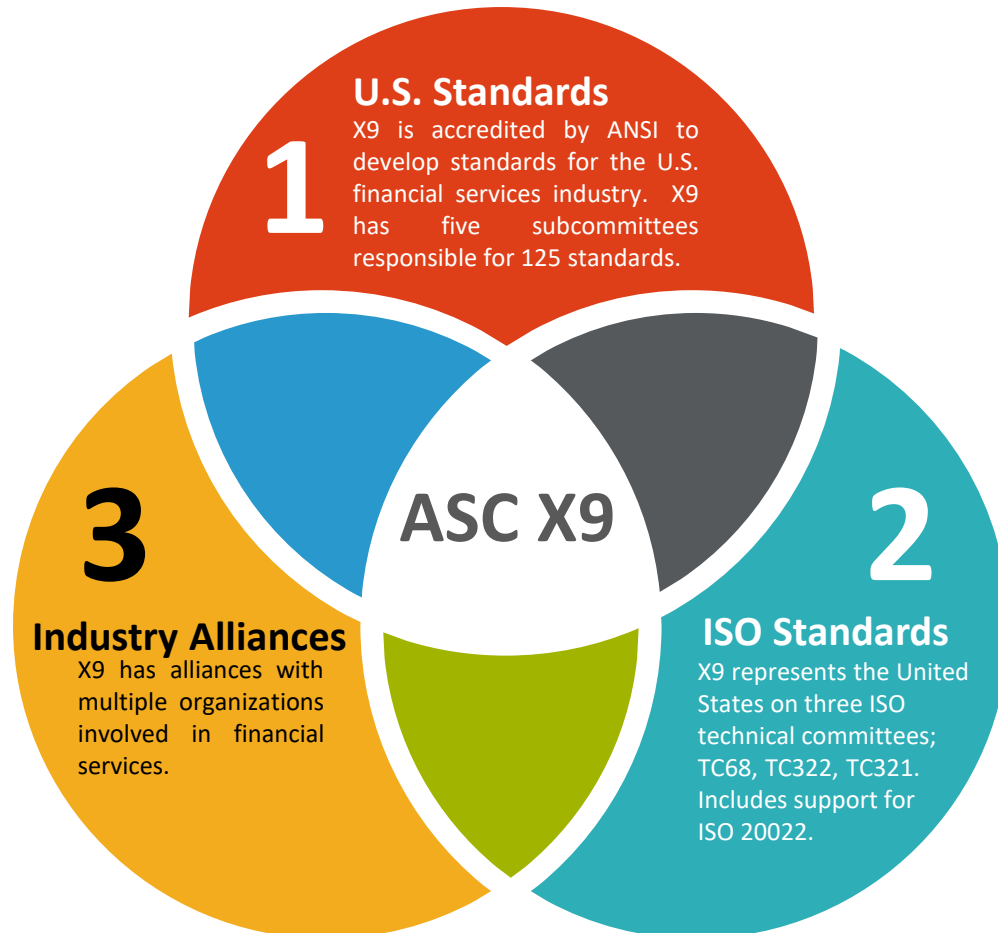 U.S. Standards
1
X9 is accredited by ANSI to
develop standards for the U.S.
financial services industry. X9
has five subcommittees
responsible for 125 standards.
ASC X9
3
Industry Alliances
X9 has alliances with
multiple organizations
involved in financial
services.
2
ISO Standards
X9 represents the United
States on three ISO
technical committees;
TC68, TC322, TC321.
Includes support for
ISO 20022.